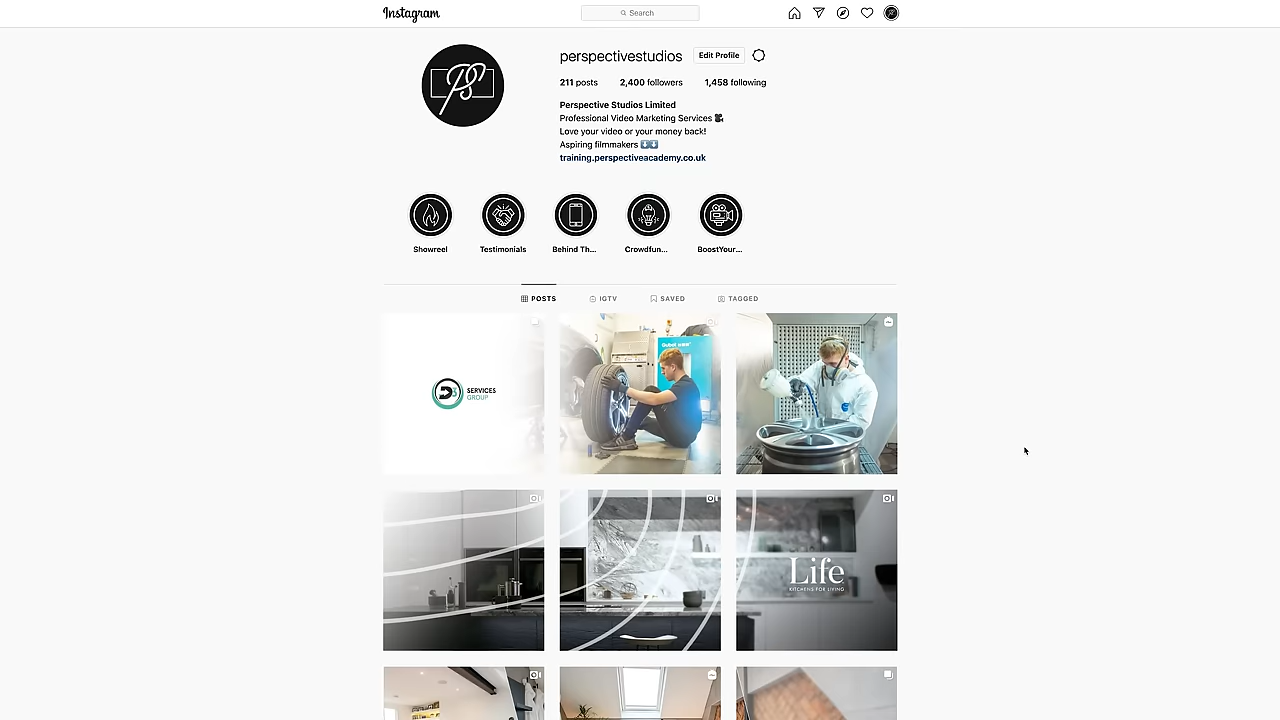 Instagram
Search
perspectivestudios
Edit Profile
211 posts 2,400 followers 1,458 following
Perspective Studios Limited
Professional Video Marketing Services 🎥
Love your video or your money back!
Aspiring filmmakers ⬇️⬇️
training.perspectiveacademy.co.uk
PS
Showreel Testimonials Behind Th... Crowdfun... BoostYour...
POSTS IGTV SAVED TAGGED
D3 SERVICES
GROUP
Life
KITCHENS FOR LIVING